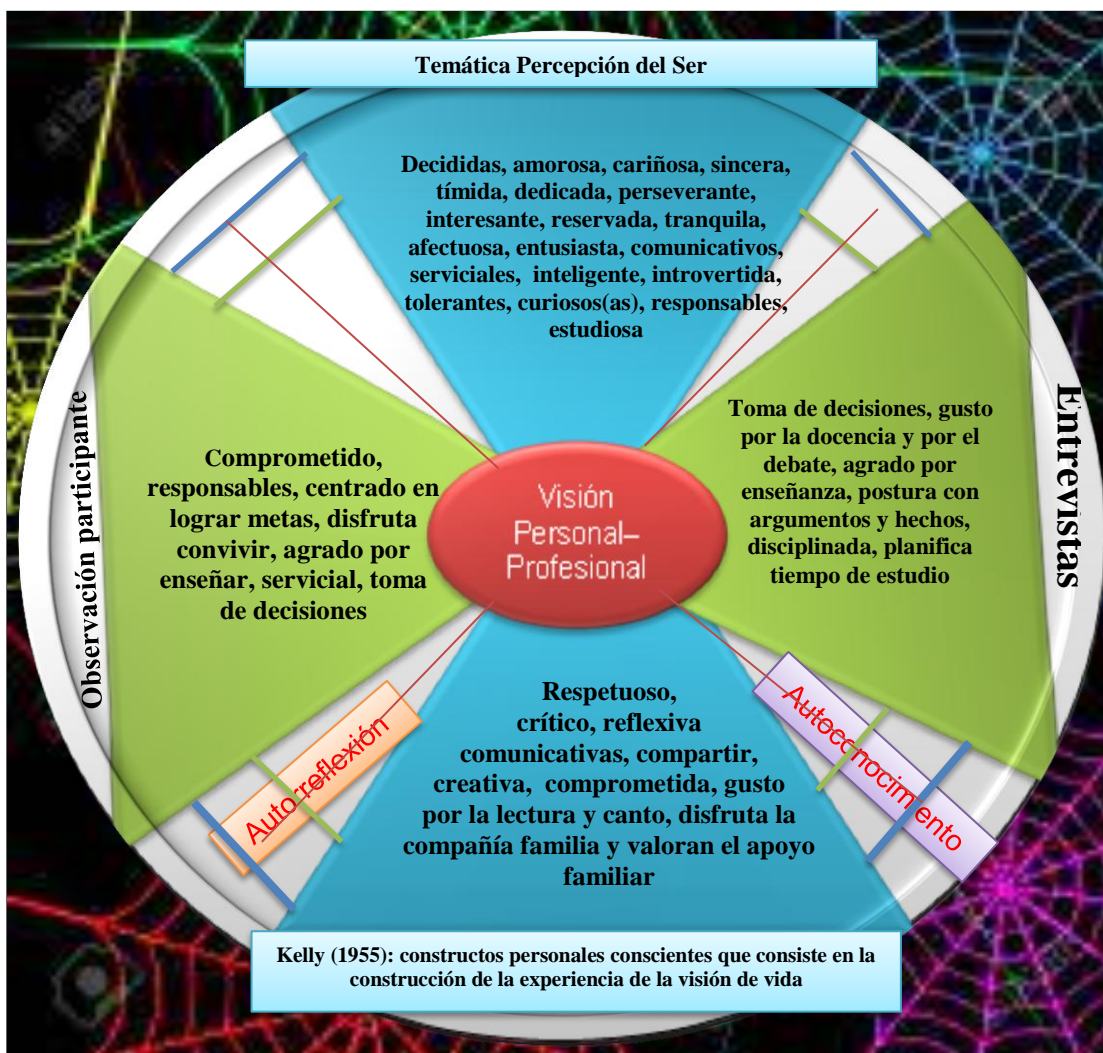 Temática Percepción del Ser
Decididas, amorosa, cariñosa, sincera,
tímida, dedicada, perseverante,
interesante, reservada, tranquila,
afectuosa, entusiasta, comunicativos,
serviciales, inteligente, introvertida,
tolerantes, curiosos(as), responsables,
estudiosa
Observación participante
Comprometido,
responsables, centrado en
lograr metas, disfruta
convivir, agrado por
enseñar, servicial, toma
de decisiones
Visión
Personal–
Profesional
Toma de decisiones, gusto
por la docencia y por el
debate, agrado por
enseñanza, postura con
argumentos y hechos,
disciplinada, planifica
tiempo de estudio
Entrevistas
Autorreflexión
Respetuoso,
crítico, reflexiva
comunicativas, compartir,
creativa, comprometida, gusto
por la lectura y canto, disfruta la
compañía familia y valoran el apoyo
familiar
Autoconocimiento
Kelly (1955): constructos personales conscientes que consiste en la
construcción de la experiencia de la visión de vida